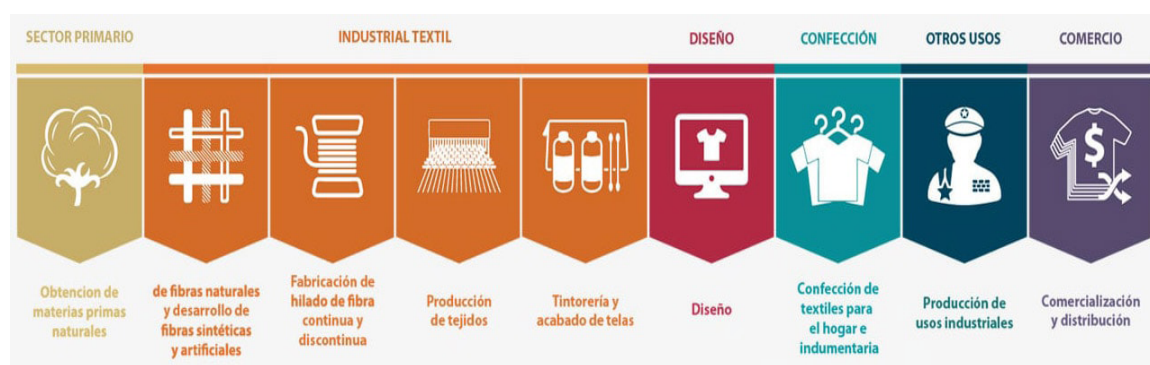 SECTOR PRIMARIO
INDUSTRIAL TEXTIL
DISEÑO
CONFECCIÓN
OTROS USOS
COMERCIO
$
Obtencion de
materias primas
naturales
de fibras naturales
y desarrollo de
fibras sintéticas
y artificiales
Fabricación de
hilado de fibra
continua y
discontinua
Producción
de tejidos
Tintorería y
acabado de telas
Diseño
Confección de
textiles para
el hogar e
indumentaria
Producción de
usos industriales
Comercialización
y distribución